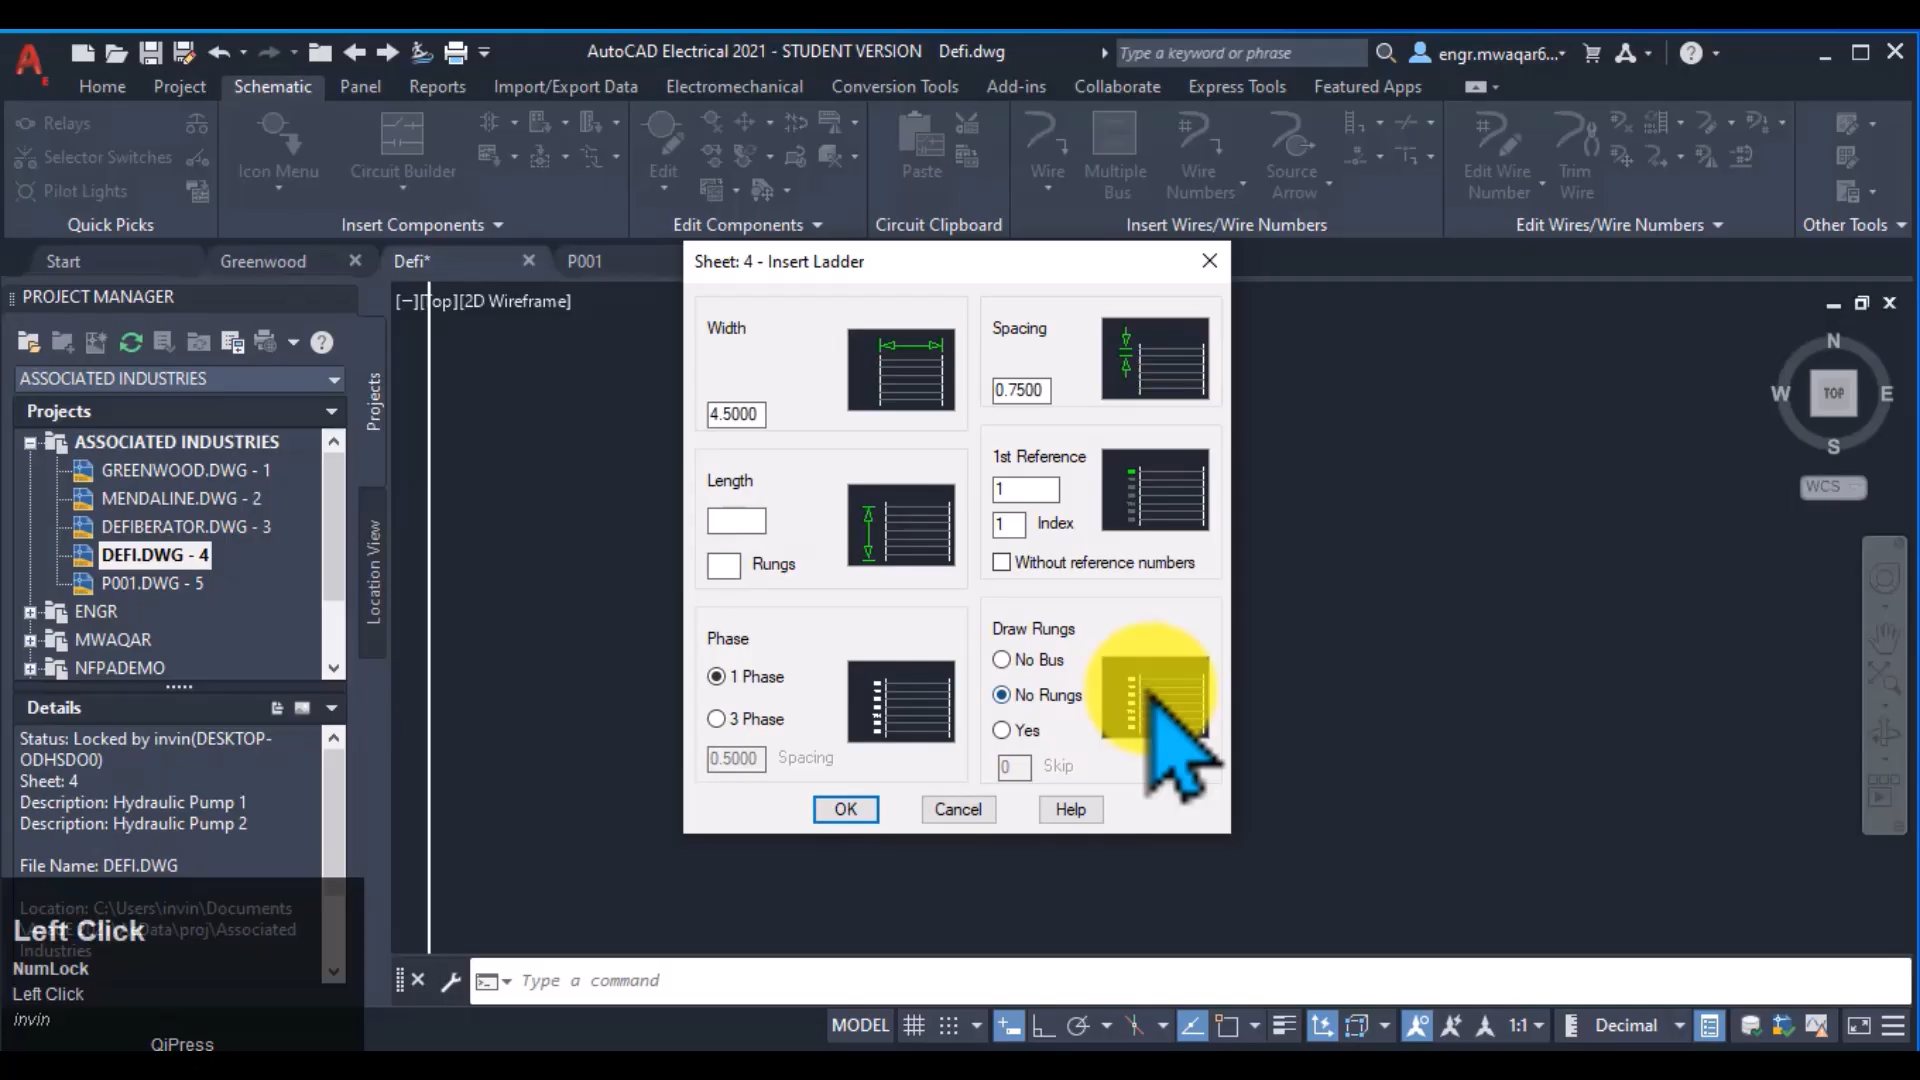 AutoCAD Electrical 2021 - STUDENT VERSION Defi.dwg
Type a keyword or phrase
engr.mwaqar6...
Home Project Schematic Panel Reports Import/Export Data Electromechanical Conversion Tools Add-ins Collaborate Express Tools Featured Apps
Relays
Selector Switches
Pilot Lights
Quick Picks
Icon Menu
Circuit Builder
Insert Components
Edit
Edit Components
Paste
Circuit Clipboard
Wire
Multiple
Bus
Wire
Numbers
Source
Arrow
Insert Wires/Wire Numbers
Edit Wire
Number
Trim
Wire
Edit Wires/Wire Numbers
Other Tools
Start
Greenwood
Defi*
P001
PROJECT MANAGER
ASSOCIATED INDUSTRIES
Projects
ASSOCIATED INDUSTRIES
GREENWOOD.DWG - 1
MENDALINE.DWG - 2
DEFIBERATOR.DWG - 3
DEFI.DWG - 4
P001.DWG - 5
ENGR
MWAQAR
NFPADEMO
Projects
Location View
Details
Status: Locked by invin(DESKTOP-
ODHSDO0)
Sheet: 4
Description: Hydraulic Pump 1
Description: Hydraulic Pump 2
File Name: DEFI.DWG
Location: C:\Users\invin\Documents
Data\proj\Associated
Industries
Left Click
NumLock
Left Click
invin
QiPress
[−][Top][2D Wireframe]
Sheet: 4 - Insert Ladder
Width
4.5000
Spacing
0.7500
Length
Rungs
1st Reference
1
1 Index
Without reference numbers
Phase
1 Phase
3 Phase
0.5000 Spacing
Draw Rungs
No Bus
No Rungs
Yes
0 Skip
OK
Cancel
Help
N
W
TOP
E
S
WCS
Type a command
MODEL
1:1
Decimal